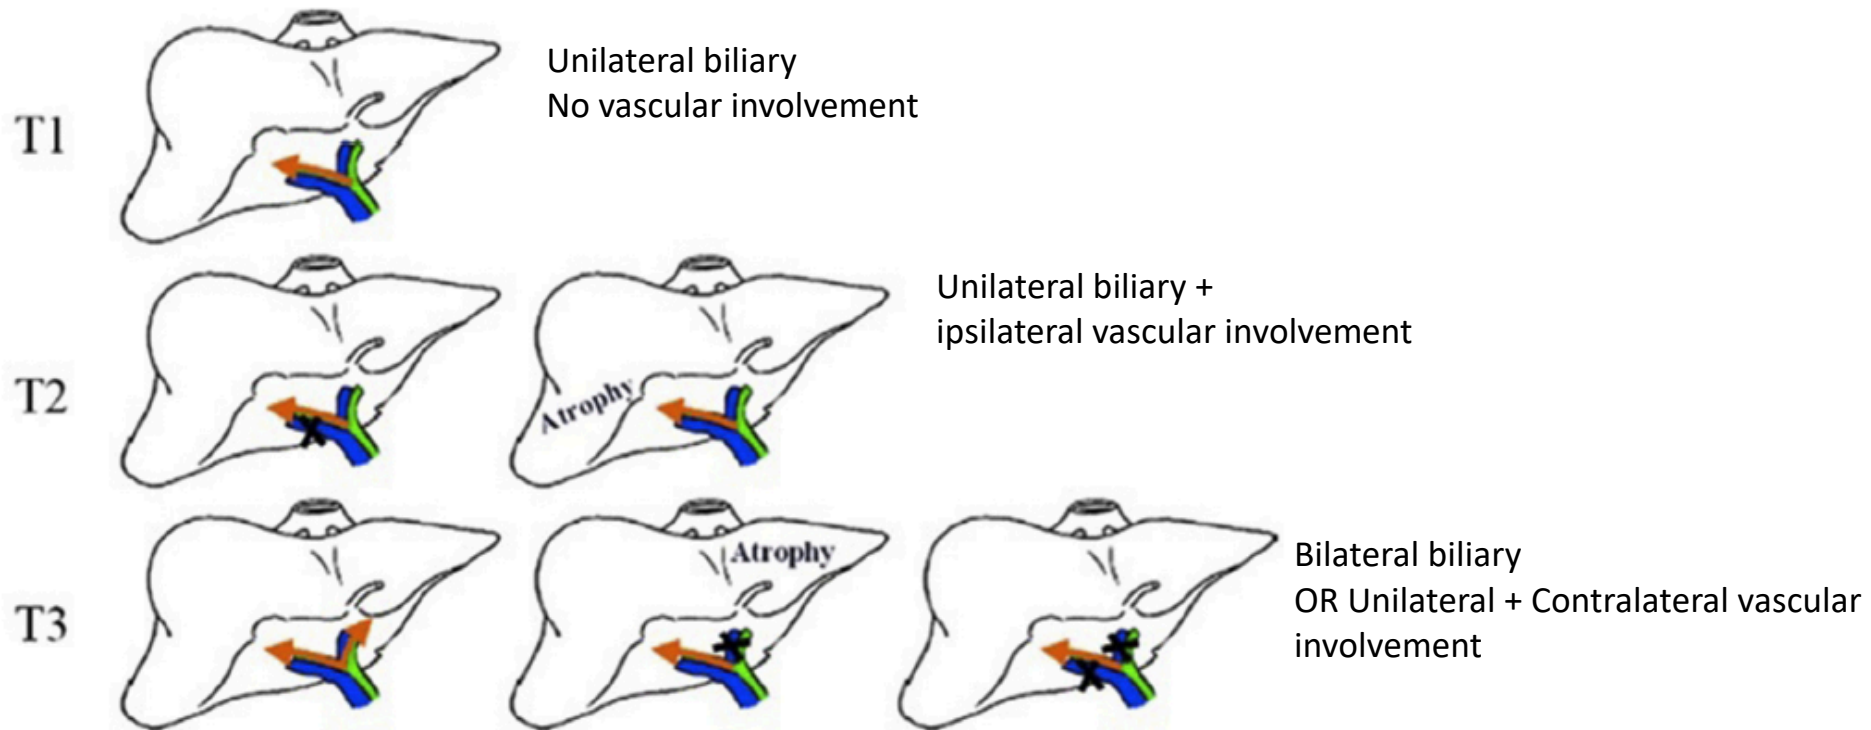 Unilateral biliary
No vascular involvement
T1
Unilateral biliary +
ipsilateral vascular involvement
T2
Atrophy
Atrophy
Bilateral biliary
OR Unilateral + Contralateral vascular
involvement
T3